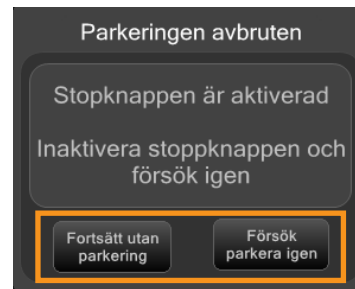 Parkeringen avbruten
Stopknappen är aktiverad
Inaktivera stoppknappen och
försök igen
Fortsätt utan
parkering
Försök
parkera igen